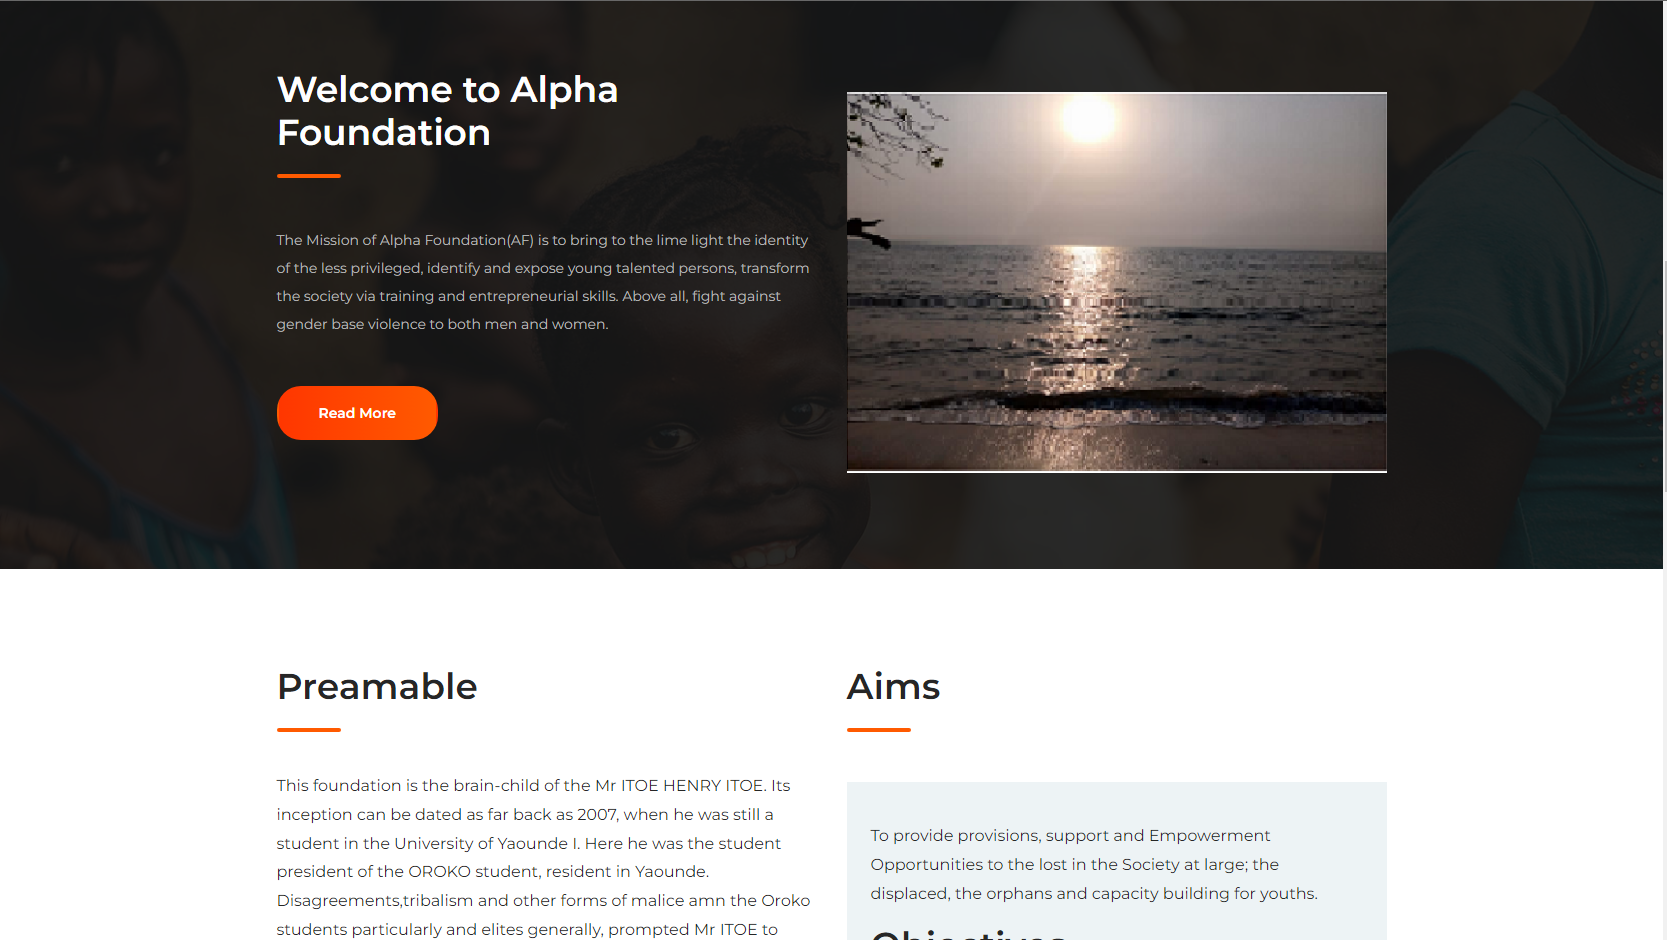 Welcome to Alpha
Foundation
The Mission of Alpha Foundation(AF) is to bring to the lime light the identity
of the less privileged, identify and expose young talented persons, transform
the society via training and entrepreneurial skills. Above all, fight against
gender base violence to both men and women.
Read More
Preamable
This foundation is the brain-child of the Mr ITOE HENRY ITOE. Its
inception can be dated as far back as 2007, when he was still a
student in the University of Yaounde I. Here he was the student
president of the OROKO student, resident in Yaounde.
Disagreements,tribalism and other forms of malice amn the Oroko
students particularly and elites generally, prompted Mr ITOE to
Aims
To provide provisions, support and Empowerment
Opportunities to the lost in the Society at large; the
displaced, the orphans and capacity building for youths.
Objectives